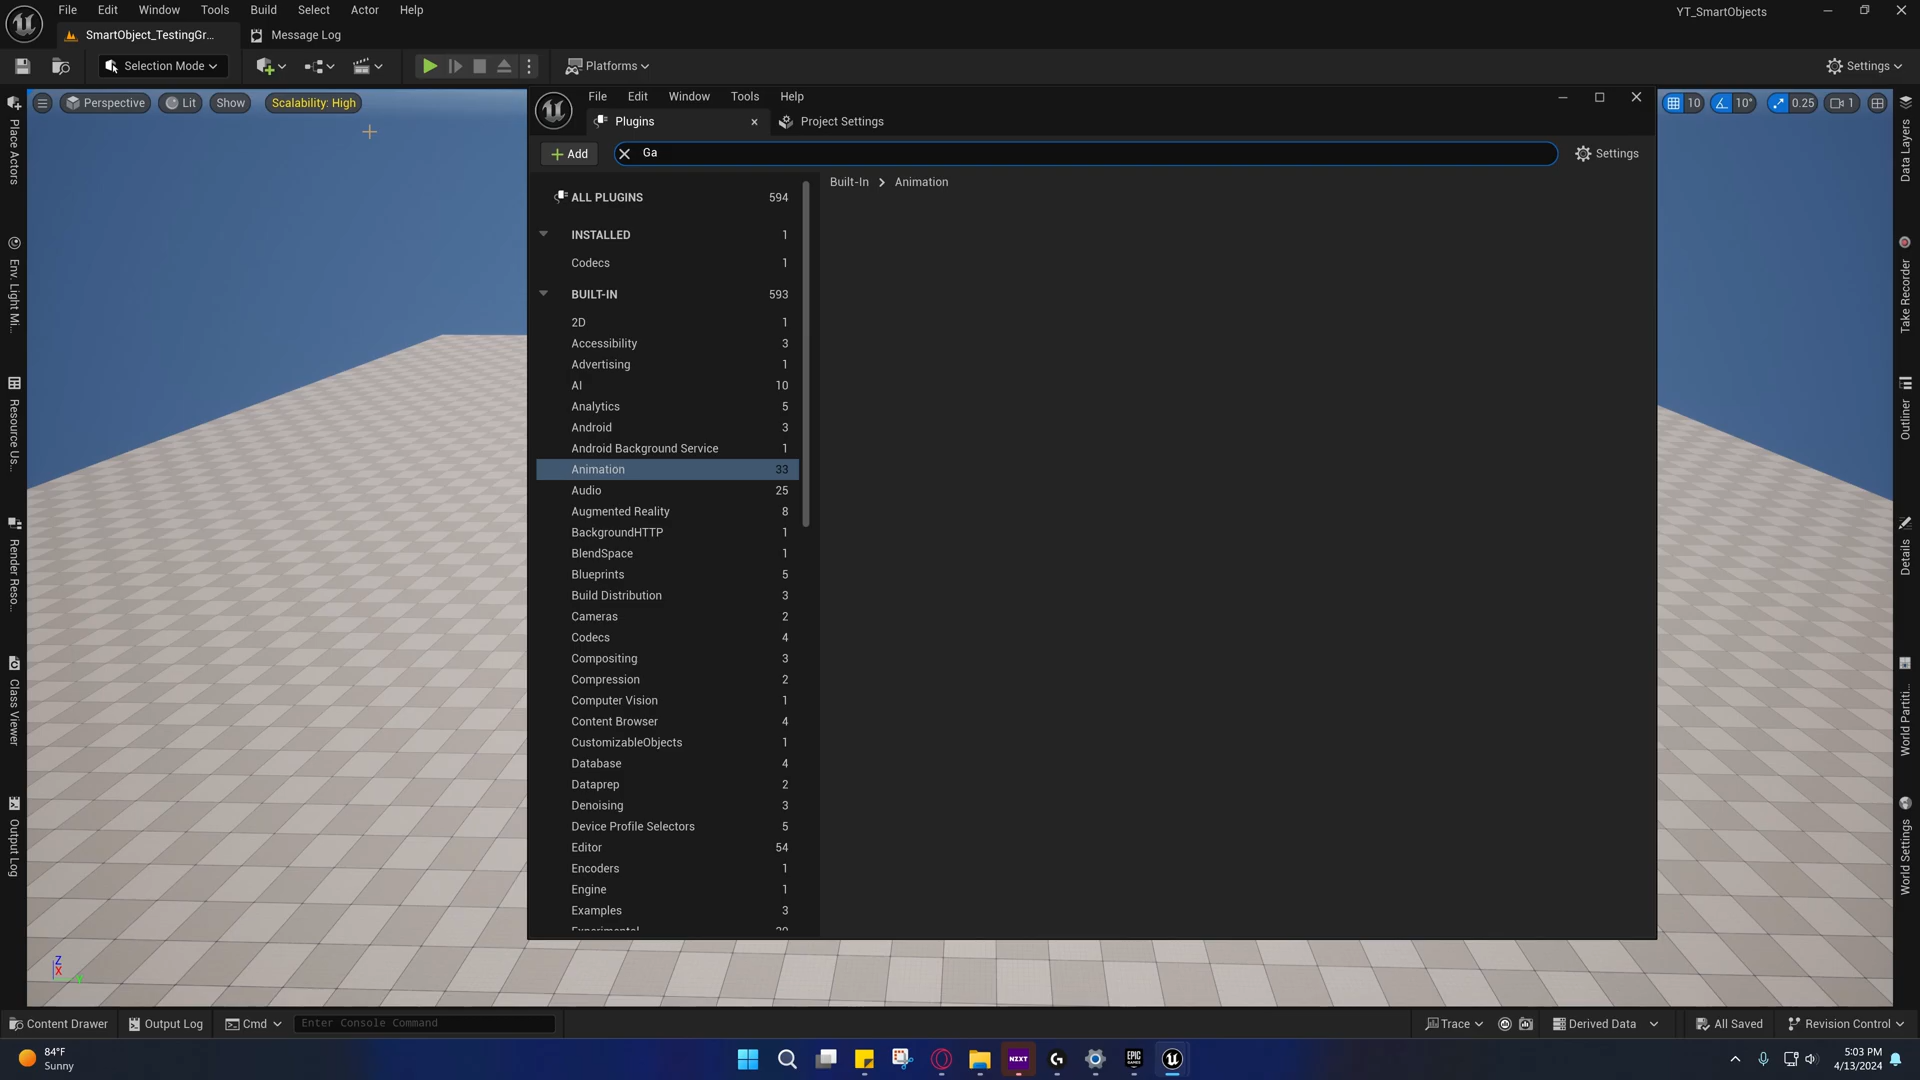 File Edit Window Tools Build Select Actor Help
YT_SmartObjects
SmartObject_TestingGr...
Message Log
Selection Mode
Platforms
Settings
Perspective
Lit
Show
Scalability: High
10
10°
0.25
1
File Edit Window Tools Help
Plugins
Project Settings
Add
Ga
Settings
Built-In > Animation
ALL PLUGINS 594
INSTALLED 1
Codecs 1
BUILT-IN 593
2D 1
Accessibility 3
Advertising 1
AI 10
Analytics 5
Android 3
Android Background Service 1
Animation 33
Audio 25
Augmented Reality 8
BackgroundHTTP 1
BlendSpace 1
Blueprints 5
Build Distribution 3
Cameras 2
Codecs 4
Compositing 3
Compression 2
Computer Vision 1
Content Browser 4
CustomizableObjects 1
Database 4
Dataprep 2
Denoising 3
Device Profile Selectors 5
Editor 54
Encoders 1
Engine 1
Examples 3
Place Actors
Env. Light Mi...
Resource Us...
Render Reso...
Class Viewer
Output Log
Data Layers
Take Recorder
Outliner
Details
World Partiti...
World Settings
Z
X
Content Drawer
Output Log
Cmd
Enter Console Command
Trace
Derived Data
All Saved
Revision Control
84°F
Sunny
NZXT
EPIC
GAMES
5:03 PM
4/13/2024